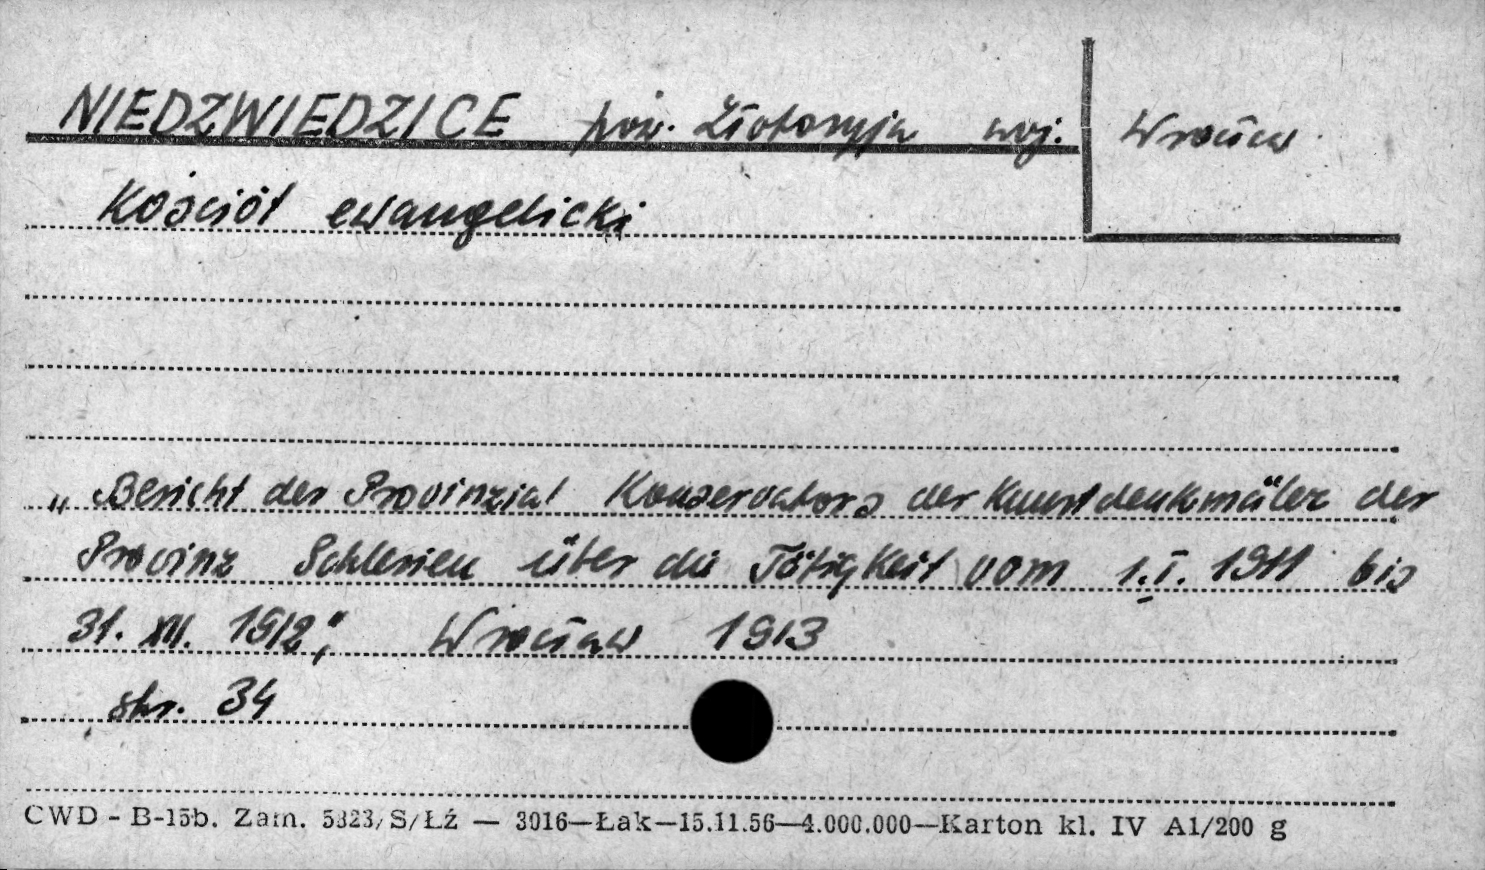 NIEDZWIEDZICE pow. Złotoryja woj. Wrocław
Kościół ewangelicki
„Bericht des Provinzial Konservators der Kunstdenkmäler der
Provinz Schlesien über die Tätigkeit vom 1.I. 1911 bis
31. XII. 1912", Wrocław 1913
str. 34
CWD - B-15b. Zam. 5823/S/Łź — 3016—Łak—15.11.56—4.000.000—Karton kl. IV A1/200 g